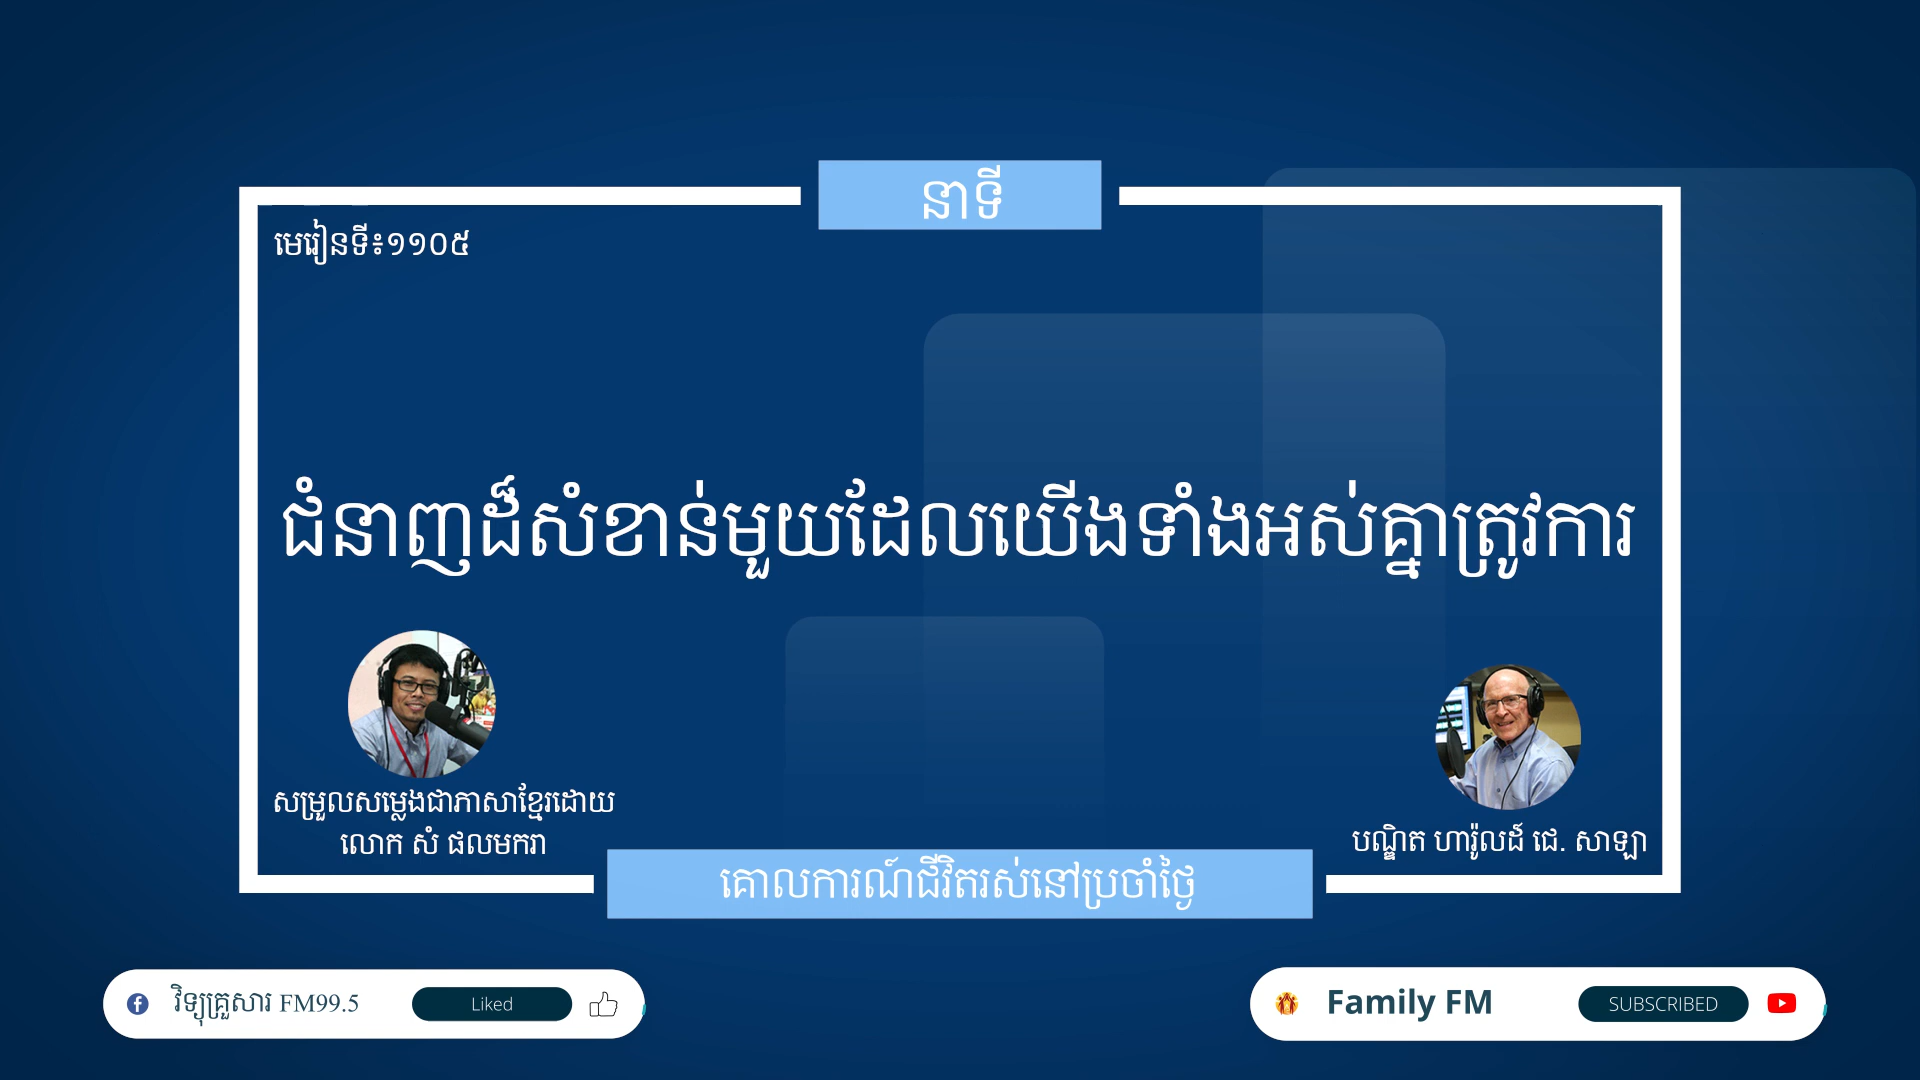 នាទី
មេរៀនទី៖១១០៥
ជំនាញដ៏សំខាន់មួយដែលយើងទាំងអស់គ្នាត្រូវការ
សម្រួលសម្លេងជាភាសាខ្មែរដោយ
លោក សំ ផលមករា
បណ្ឌិត ហារ៉ូលដ៍ ជេ. សាឡា
គោលការណ៍ជីវិតរស់នៅប្រចាំថ្ងៃ
វិទ្យុគ្រួសារ FM99.5
Liked
Family FM
SUBSCRIBED